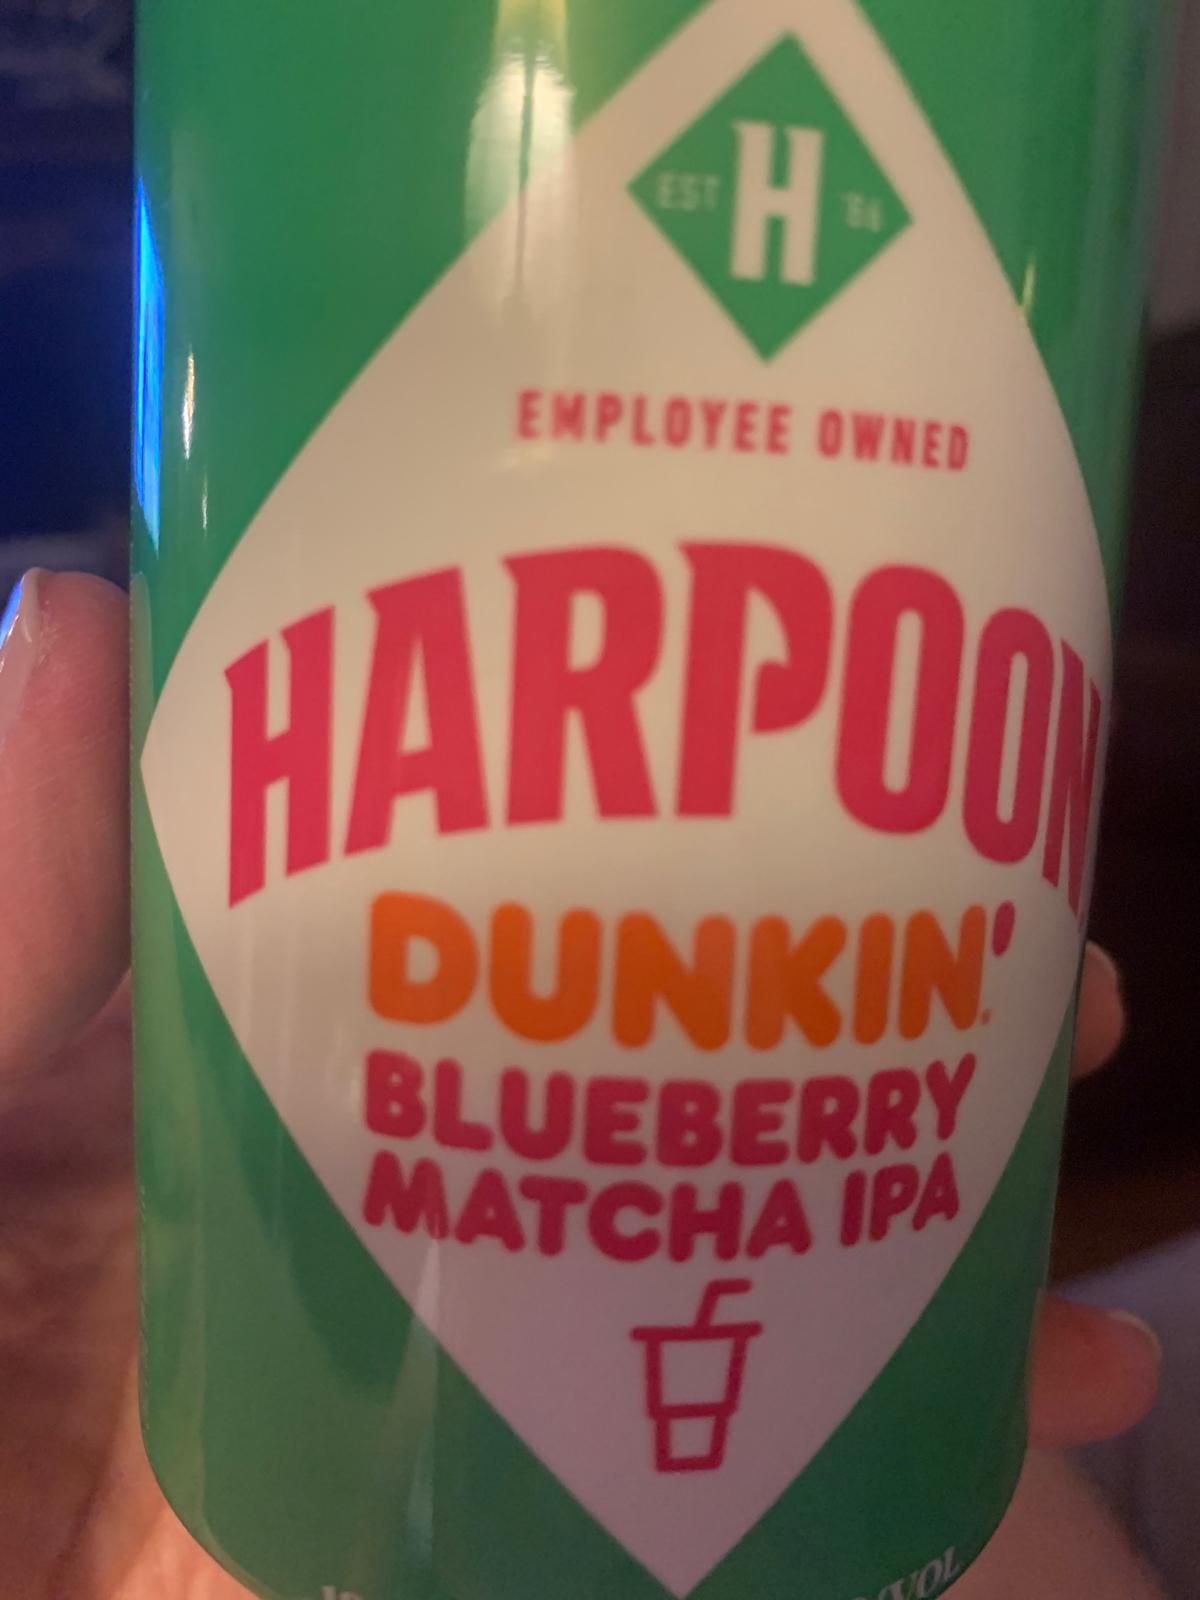 EST H '86
EMPLOYEE OWNED
HARPOON
DUNKIN'
BLUEBERRY
MATCHA IPA